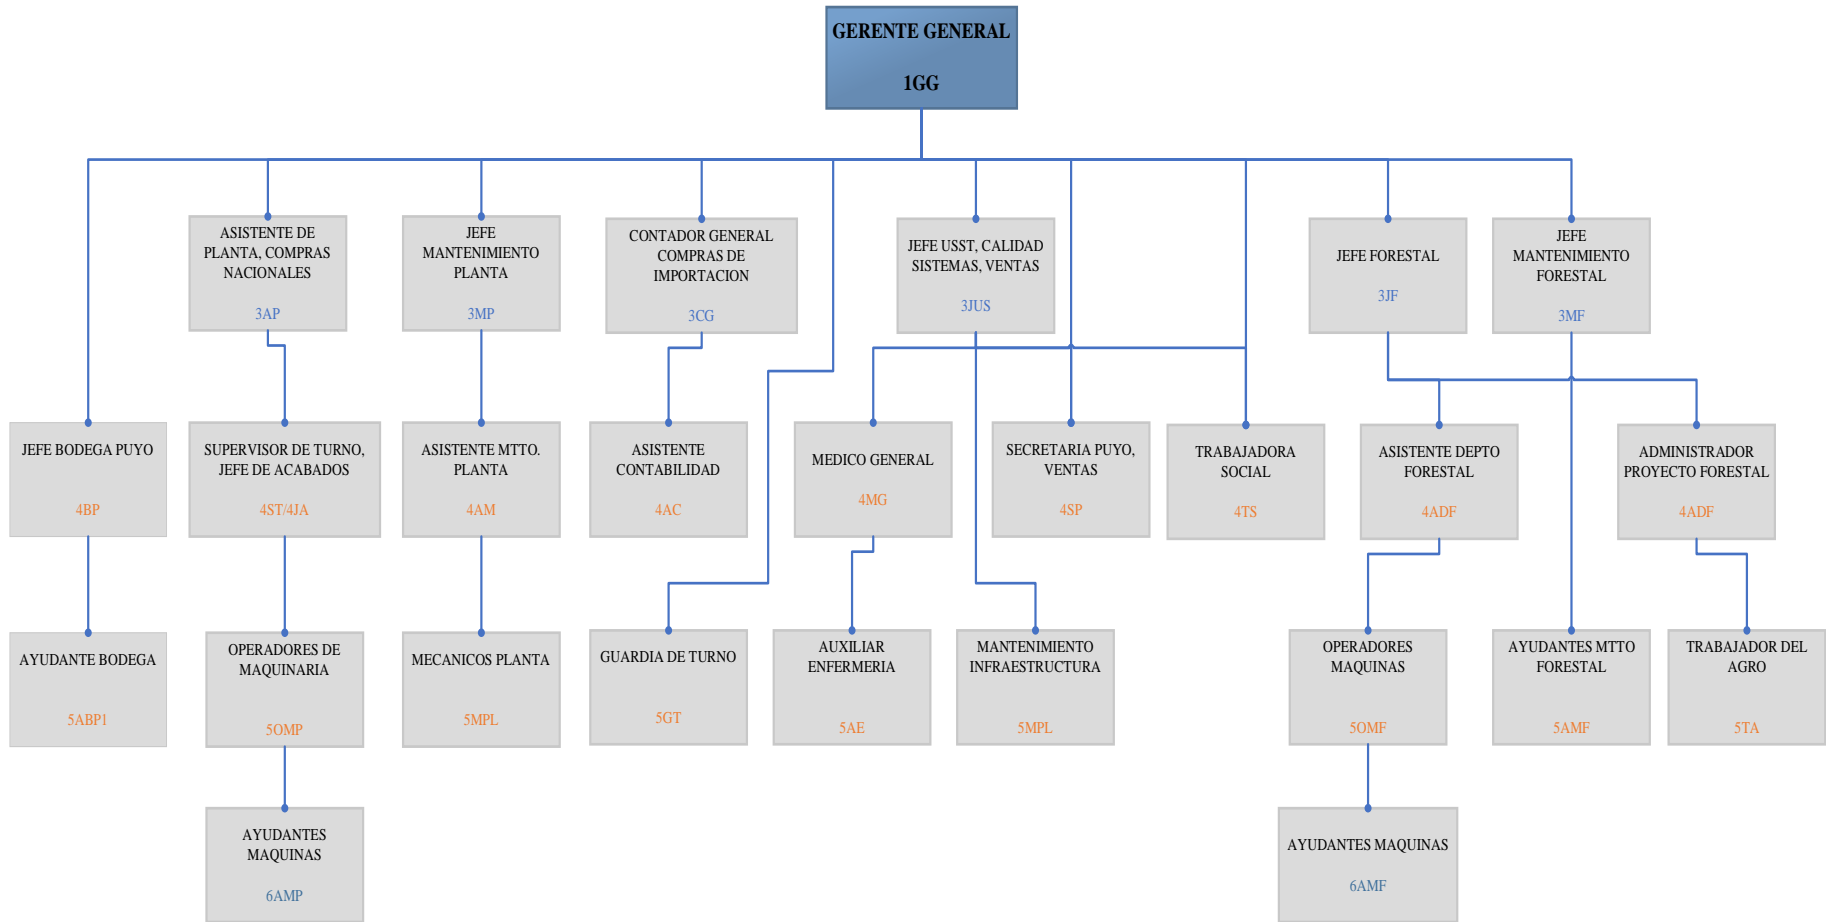 GERENTE GENERAL
1GG
ASISTENTE DE
PLANTA, COMPRAS
NACIONALES
3AP
JEFE
MANTENIMIENTO
PLANTA
3MP
CONTADOR GENERAL
COMPRAS DE
IMPORTACION
3CG
JEFE USST, CALIDAD
SISTEMAS, VENTAS
3JUS
JEFE FORESTAL
3JF
JEFE
MANTENIMIENTO
FORESTAL
3MF
JEFE BODEGA PUYO
4BP
SUPERVISOR DE TURNO,
JEFE DE ACABADOS
4ST/4JA
ASISTENTE MTTO.
PLANTA
4AM
ASISTENTE
CONTABILIDAD
4AC
MEDICO GENERAL
4MG
SECRETARIA PUYO,
VENTAS
4SP
TRABAJADORA
SOCIAL
4TS
ASISTENTE DEPTO
FORESTAL
4ADF
ADMINISTRADOR
PROYECTO FORESTAL
4ADF
AYUDANTE BODEGA
5ABP1
OPERADORES DE
MAQUINARIA
5OMP
MECANICOS PLANTA
5MPL
GUARDIA DE TURNO
5GT
AUXILIAR
ENFERMERIA
5AE
MANTENIMIENTO
INFRAESTRUCTURA
5MPL
OPERADORES
MAQUINAS
5OMF
AYUDANTES MTTO
FORESTAL
5AMF
TRABAJADOR DEL
AGRO
5TA
AYUDANTES
MAQUINAS
6AMP
AYUDANTES MAQUINAS
6AMF